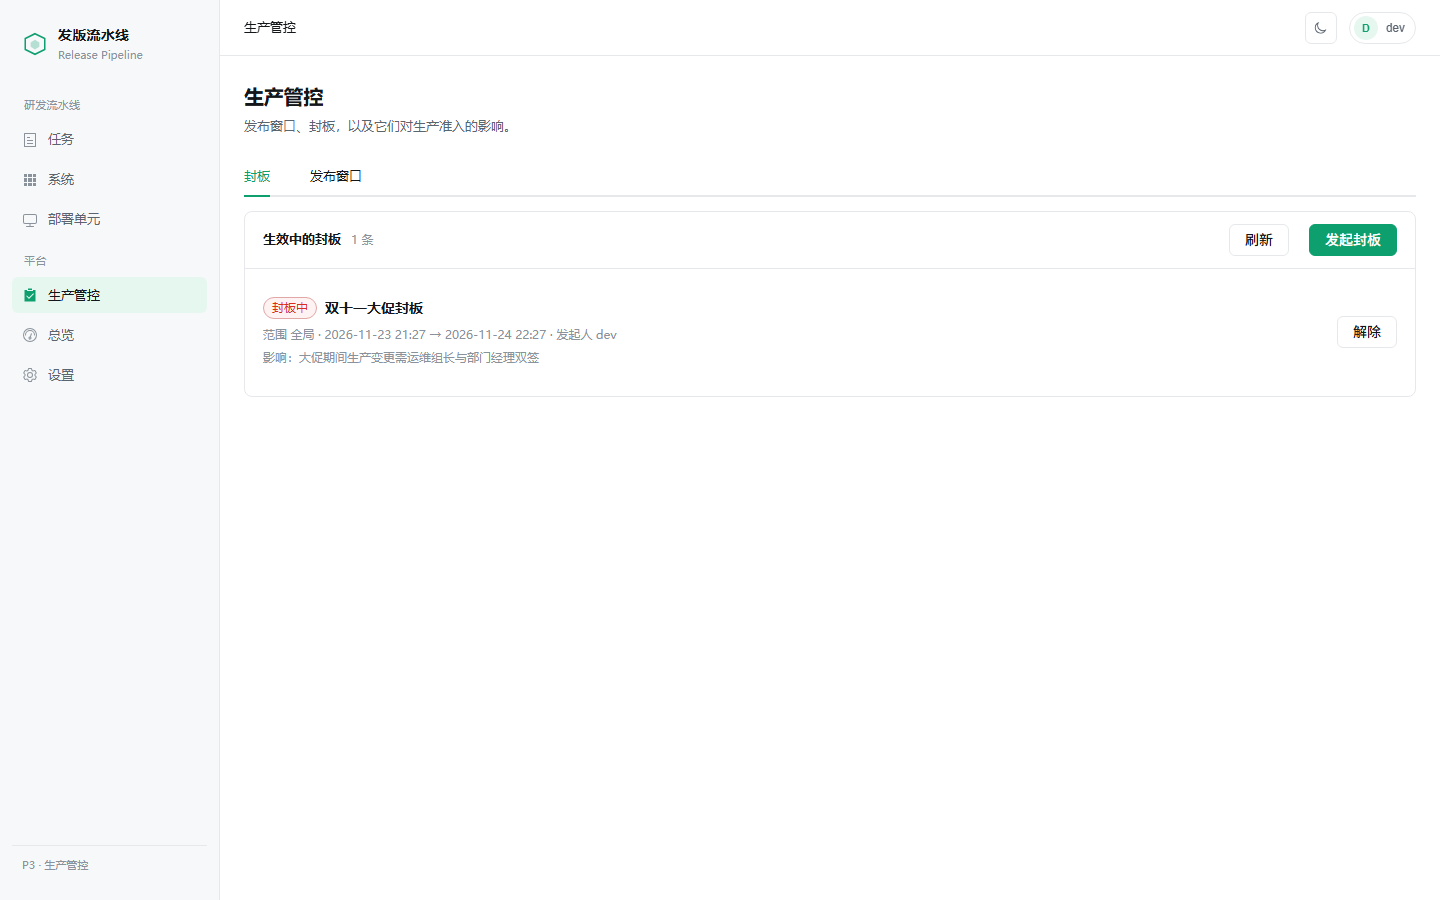 发版流水线
Release Pipeline
研发流水线
任务
系统
部署单元
平台
生产管控
总览
设置
P3 · 生产管控
生产管控
D dev
生产管控
发布窗口、封板，以及它们对生产准入的影响。
封板 发布窗口
生效中的封板 1 条 刷新 发起封板
封板中 双十一大促封板
范围 全局 · 2026-11-23 21:27 → 2026-11-24 22:27 · 发起人 dev
影响：大促期间生产变更需运维组长与部门经理双签
解除